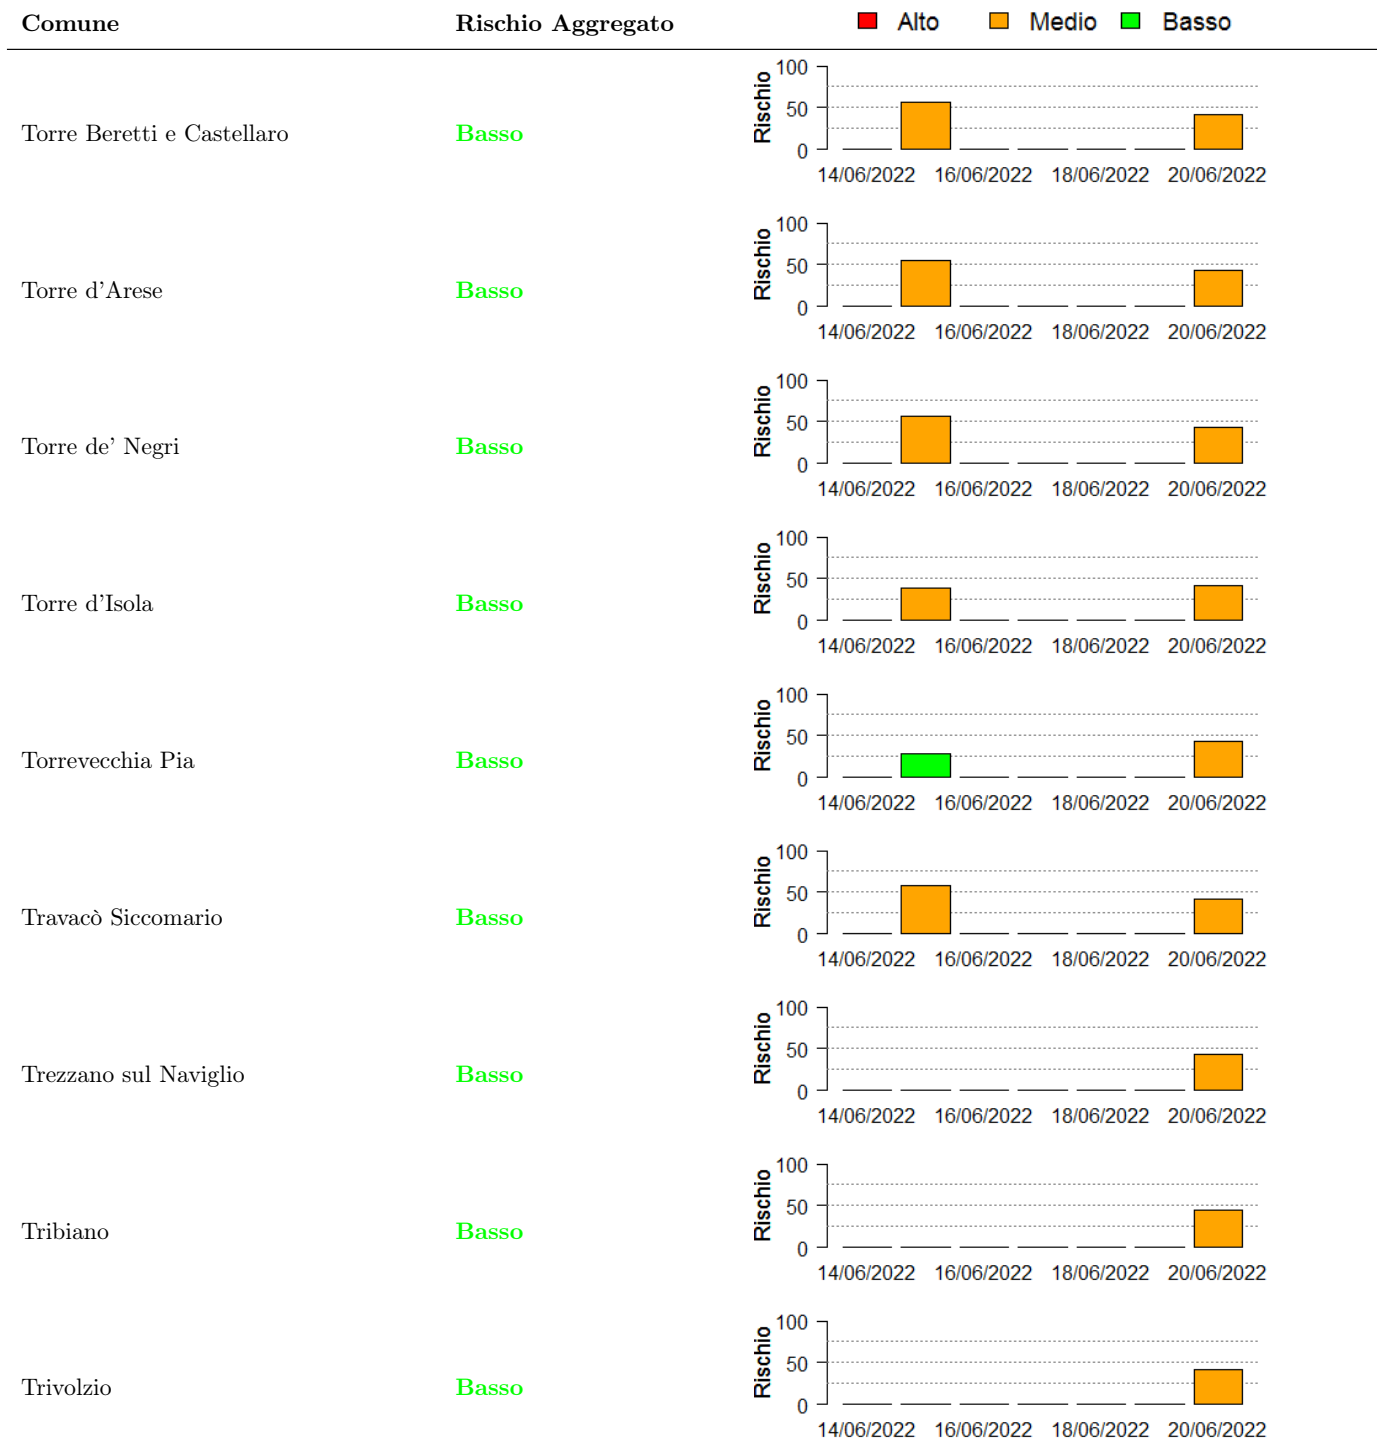 Comune Rischio Aggregato Alto Medio Basso
Torre Beretti e Castellaro Basso Rischio 100 50 0
14/06/2022 16/06/2022 18/06/2022 20/06/2022
Torre d'Arese Basso Rischio 100 50 0
14/06/2022 16/06/2022 18/06/2022 20/06/2022
Torre de' Negri Basso Rischio 100 50 0
14/06/2022 16/06/2022 18/06/2022 20/06/2022
Torre d'Isola Basso Rischio 100 50 0
14/06/2022 16/06/2022 18/06/2022 20/06/2022
Torrevecchia Pia Basso Rischio 100 50 0
14/06/2022 16/06/2022 18/06/2022 20/06/2022
Travacò Siccomario Basso Rischio 100 50 0
14/06/2022 16/06/2022 18/06/2022 20/06/2022
Trezzano sul Naviglio Basso Rischio 100 50 0
14/06/2022 16/06/2022 18/06/2022 20/06/2022
Tribiano Basso Rischio 100 50 0
14/06/2022 16/06/2022 18/06/2022 20/06/2022
Trivolzio Basso Rischio 100 50 0
14/06/2022 16/06/2022 18/06/2022 20/06/2022